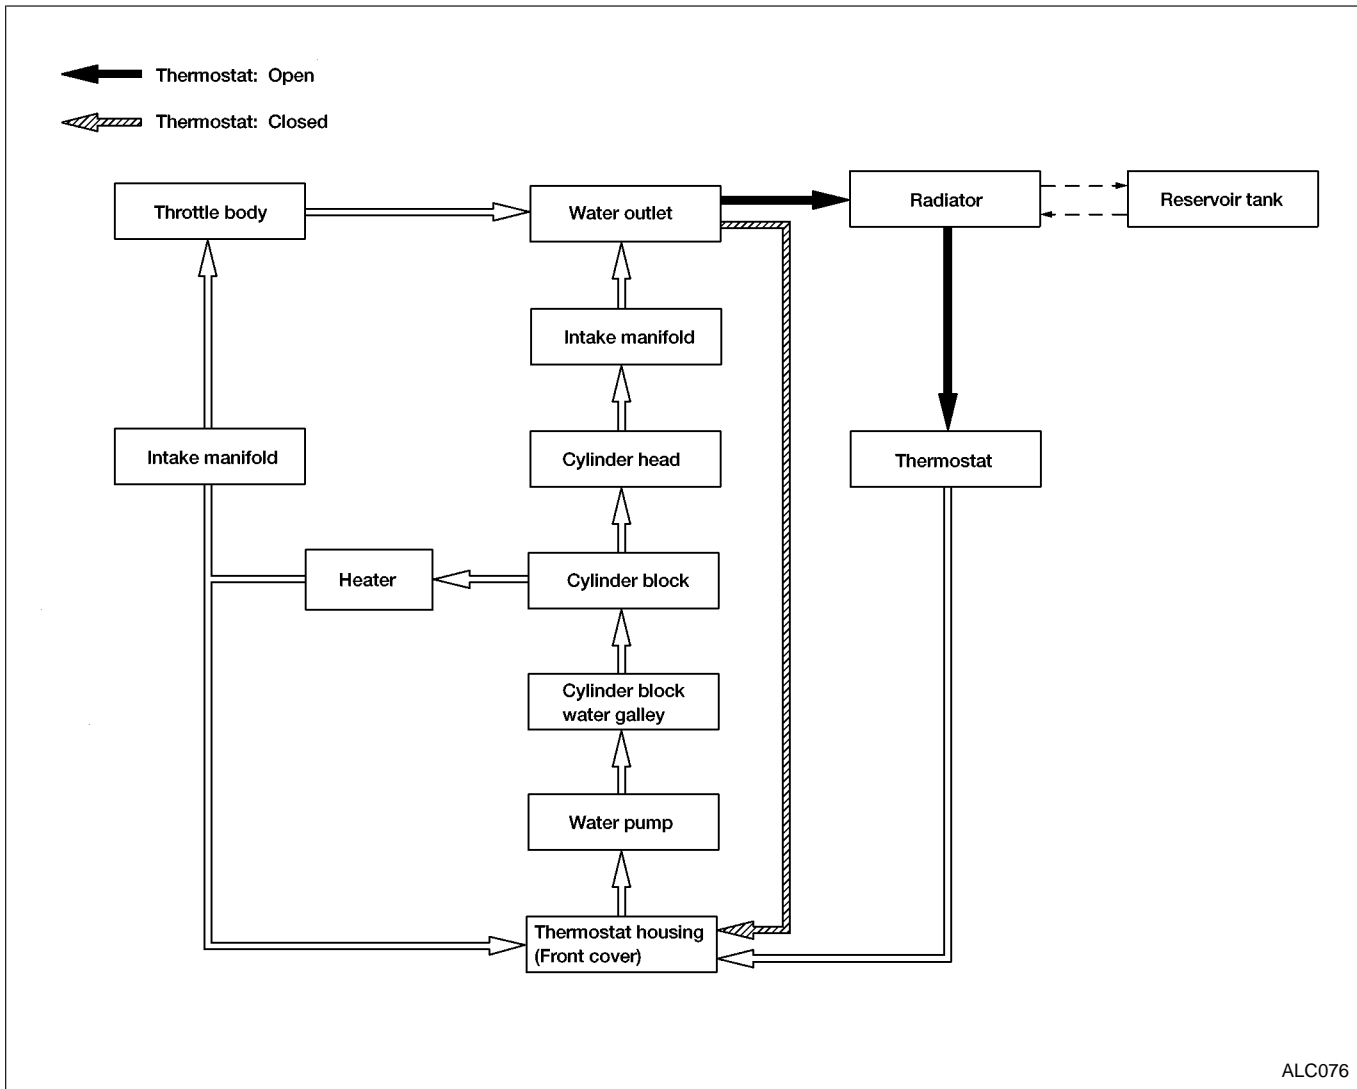 Thermostat: Open
Thermostat: Closed
Throttle body
Water outlet
Radiator
Reservoir tank
Intake manifold
Intake manifold
Cylinder head
Thermostat
Heater
Cylinder block
Cylinder block
water galley
Water pump
Thermostat housing
(Front cover)
ALC076